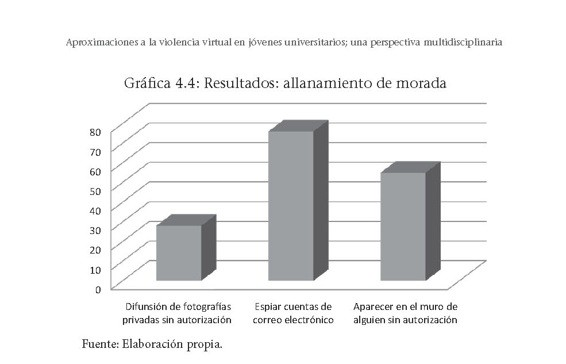 Aproximaciones a la violencia virtual en jóvenes universitarios; una perspectiva multidisciplinaria
Gráfica 4.4: Resultados: allanamiento de morada
80
70
60
50
40
30
20
10
0
Difunsión de fotografías
privadas sin autorización
Espiar cuentas de
correo electrónico
Aparecer en el muro de
alguien sin autorización
Fuente: Elaboración propia.